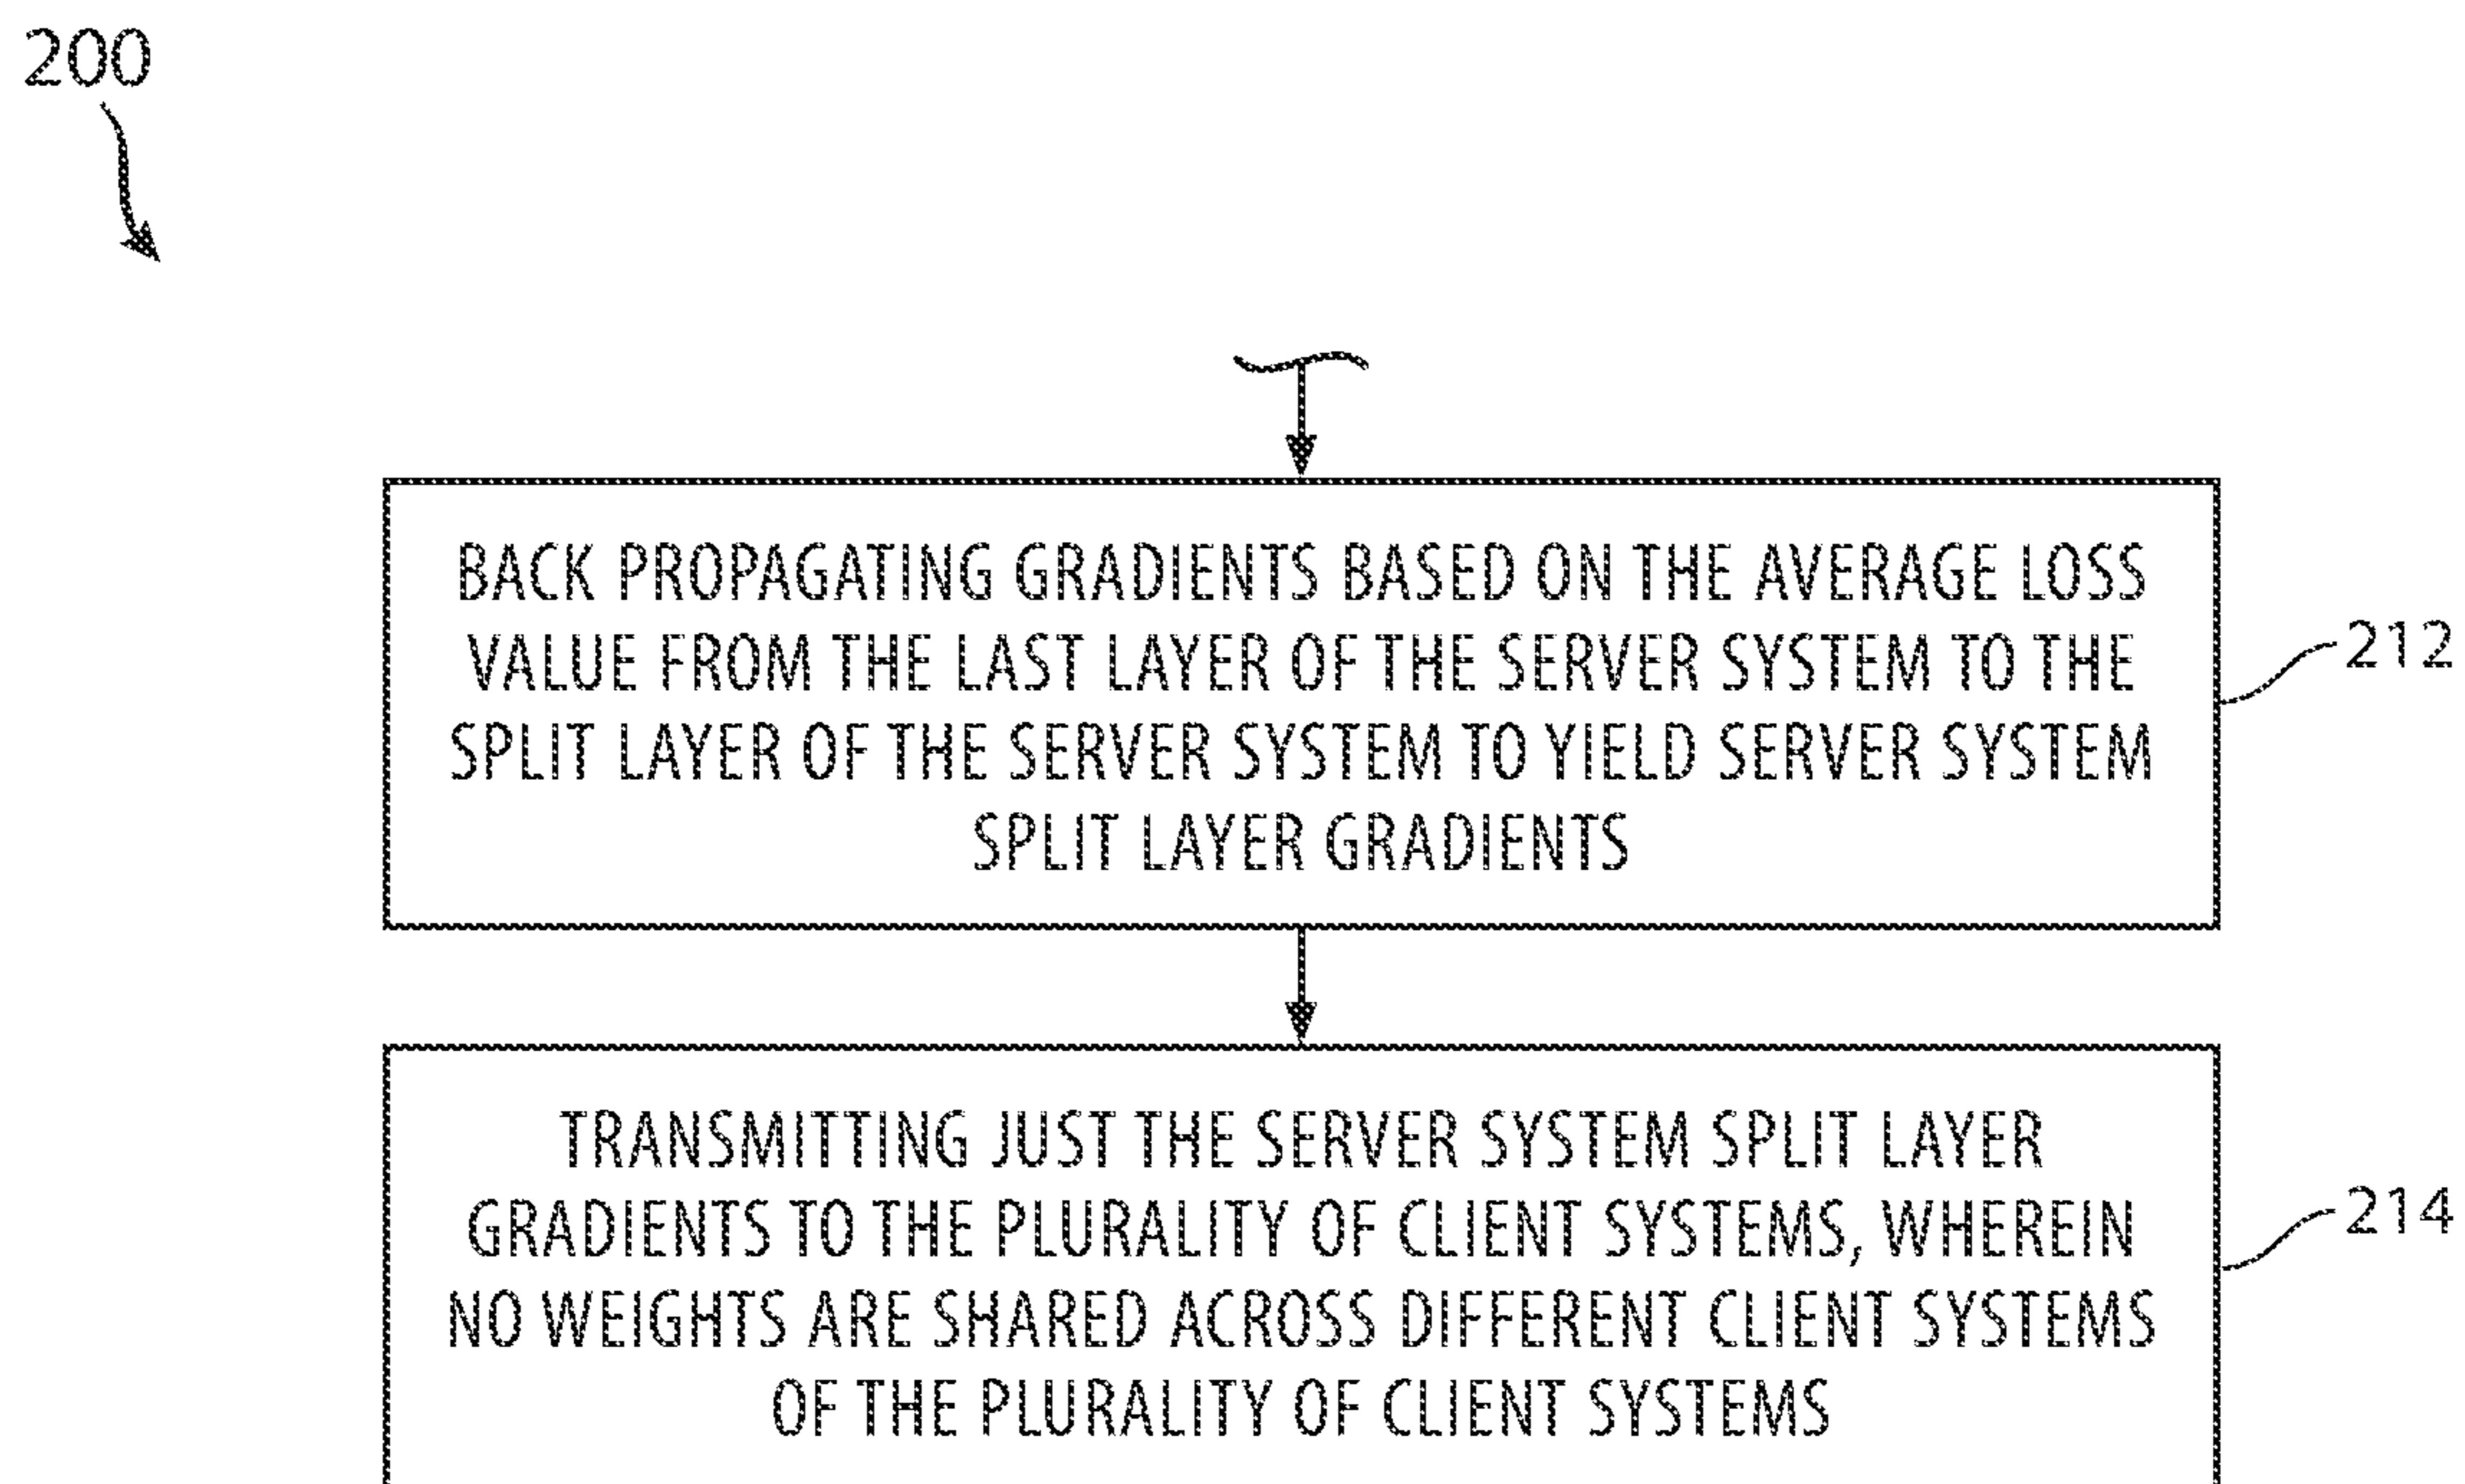 200
BACK PROPAGATING GRADIENTS BASED ON THE AVERAGE LOSS
VALUE FROM THE LAST LAYER OF THE SERVER SYSTEM TO THE
SPLIT LAYER OF THE SERVER SYSTEM TO YIELD SERVER SYSTEM
SPLIT LAYER GRADIENTS
212
TRANSMITTING JUST THE SERVER SYSTEM SPLIT LAYER
GRADIENTS TO THE PLURALITY OF CLIENT SYSTEMS, WHEREIN
NO WEIGHTS ARE SHARED ACROSS DIFFERENT CLIENT SYSTEMS
OF THE PLURALITY OF CLIENT SYSTEMS
214